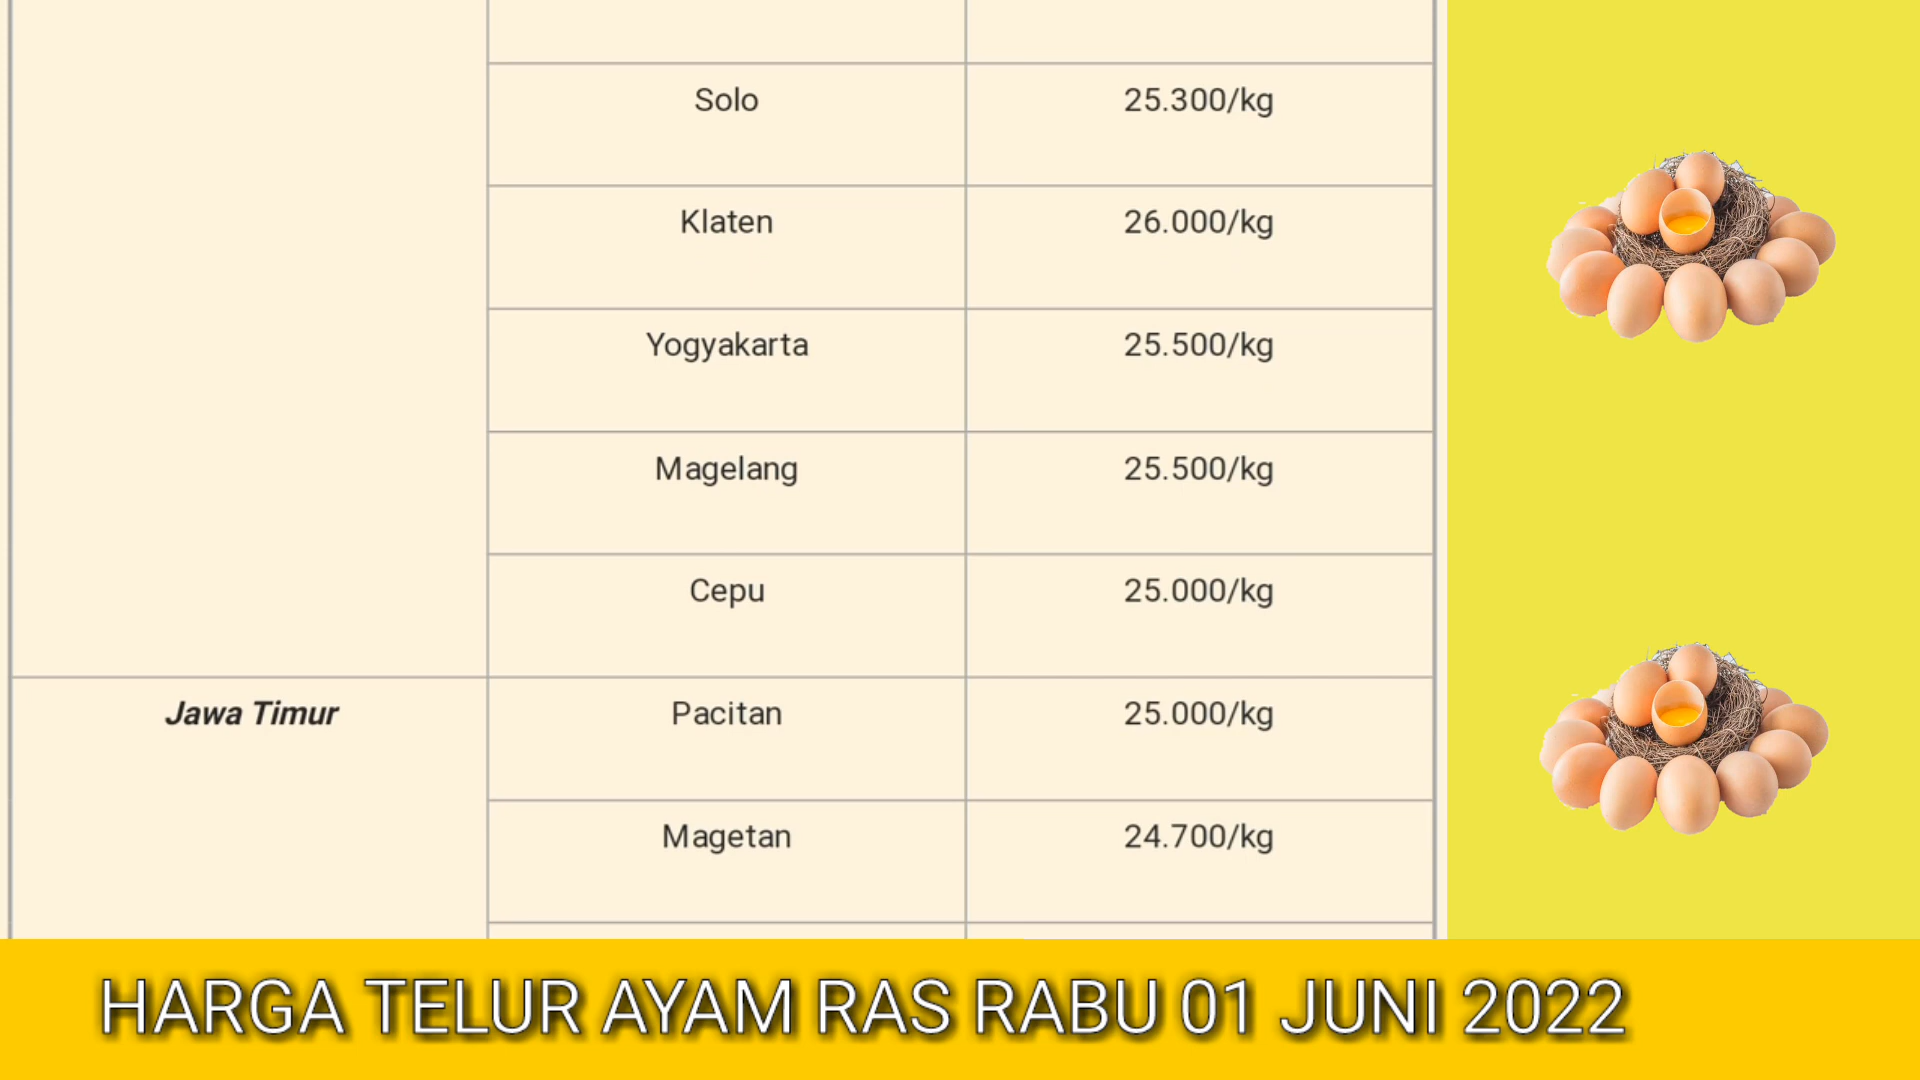 Solo 25.300/kg
Klaten 26.000/kg
Yogyakarta 25.500/kg
Magelang 25.500/kg
Cepu 25.000/kg
Jawa Timur Pacitan 25.000/kg
Magetan 24.700/kg
HARGA TELUR AYAM RAS RABU 01 JUNI 2022